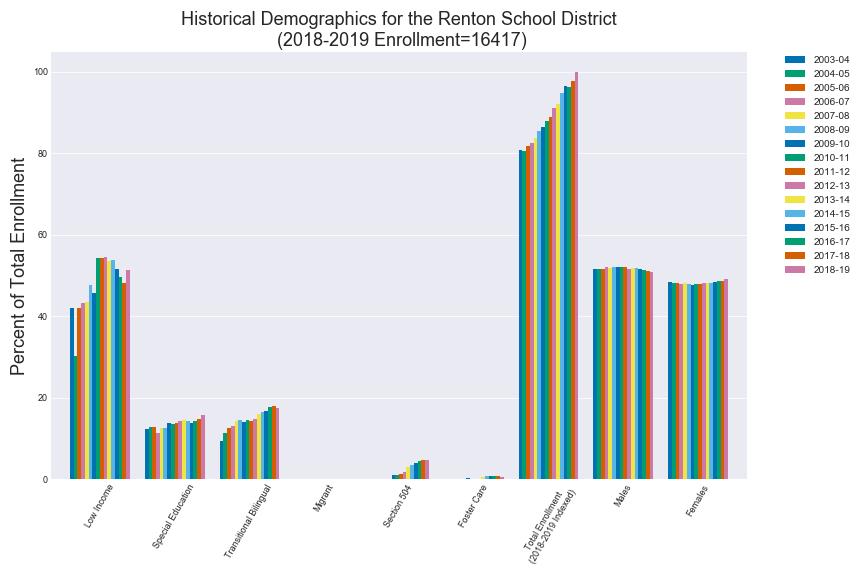 Historical Demographics for the Renton School District
(2018-2019 Enrollment=16417)
Percent of Total Enrollment
100
80
60
40
20
0
Low Income
Special Education
Transitional Bilingual
Migrant
Section 504
Foster Care
Total Enrollment
(2018-2019 Indexed)
Males
Females
2003-04
2004-05
2005-06
2006-07
2007-08
2008-09
2009-10
2010-11
2011-12
2012-13
2013-14
2014-15
2015-16
2016-17
2017-18
2018-19